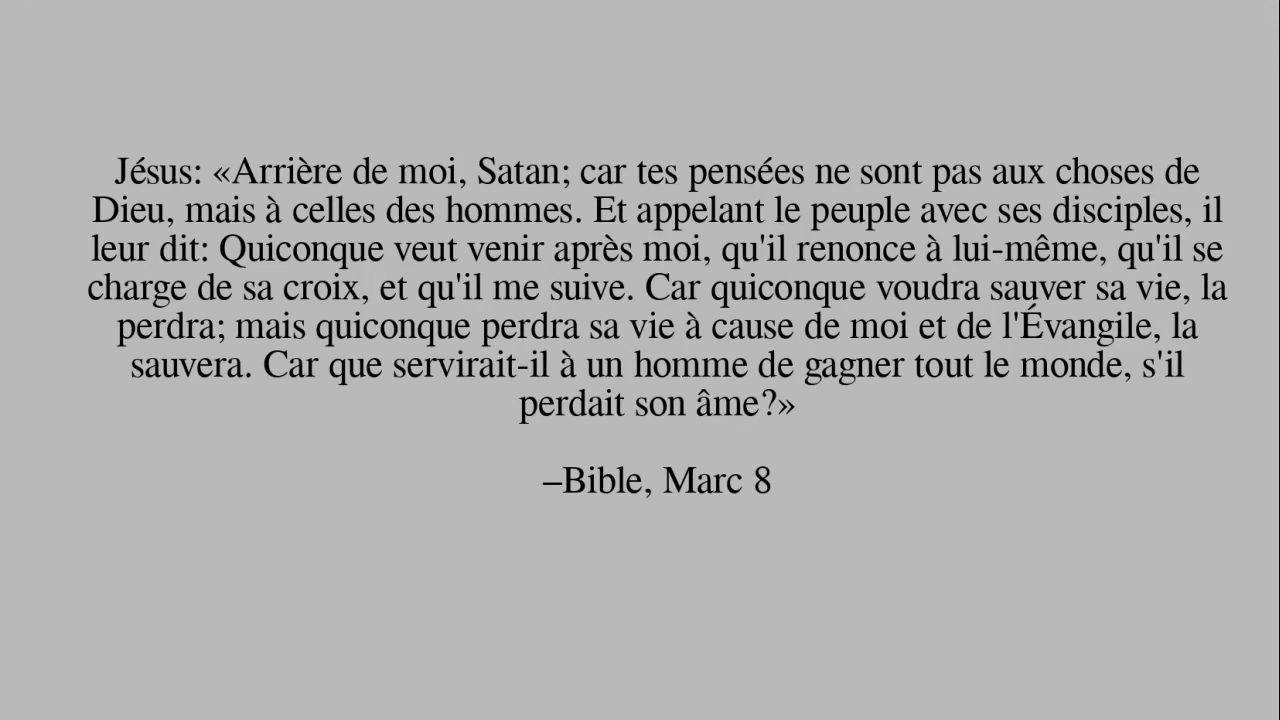 Jésus: «Arrière de moi, Satan; car tes pensées ne sont pas aux choses de
Dieu, mais à celles des hommes. Et appelant le peuple avec ses disciples, il
leur dit: Quiconque veut venir après moi, qu'il renonce à lui-même, qu'il se
charge de sa croix, et qu'il me suive. Car quiconque voudra sauver sa vie, la
perdra; mais quiconque perdra sa vie à cause de moi et de l'Évangile, la
sauvera. Car que servirait-il à un homme de gagner tout le monde, s'il
perdait son âme?»
–Bible, Marc 8